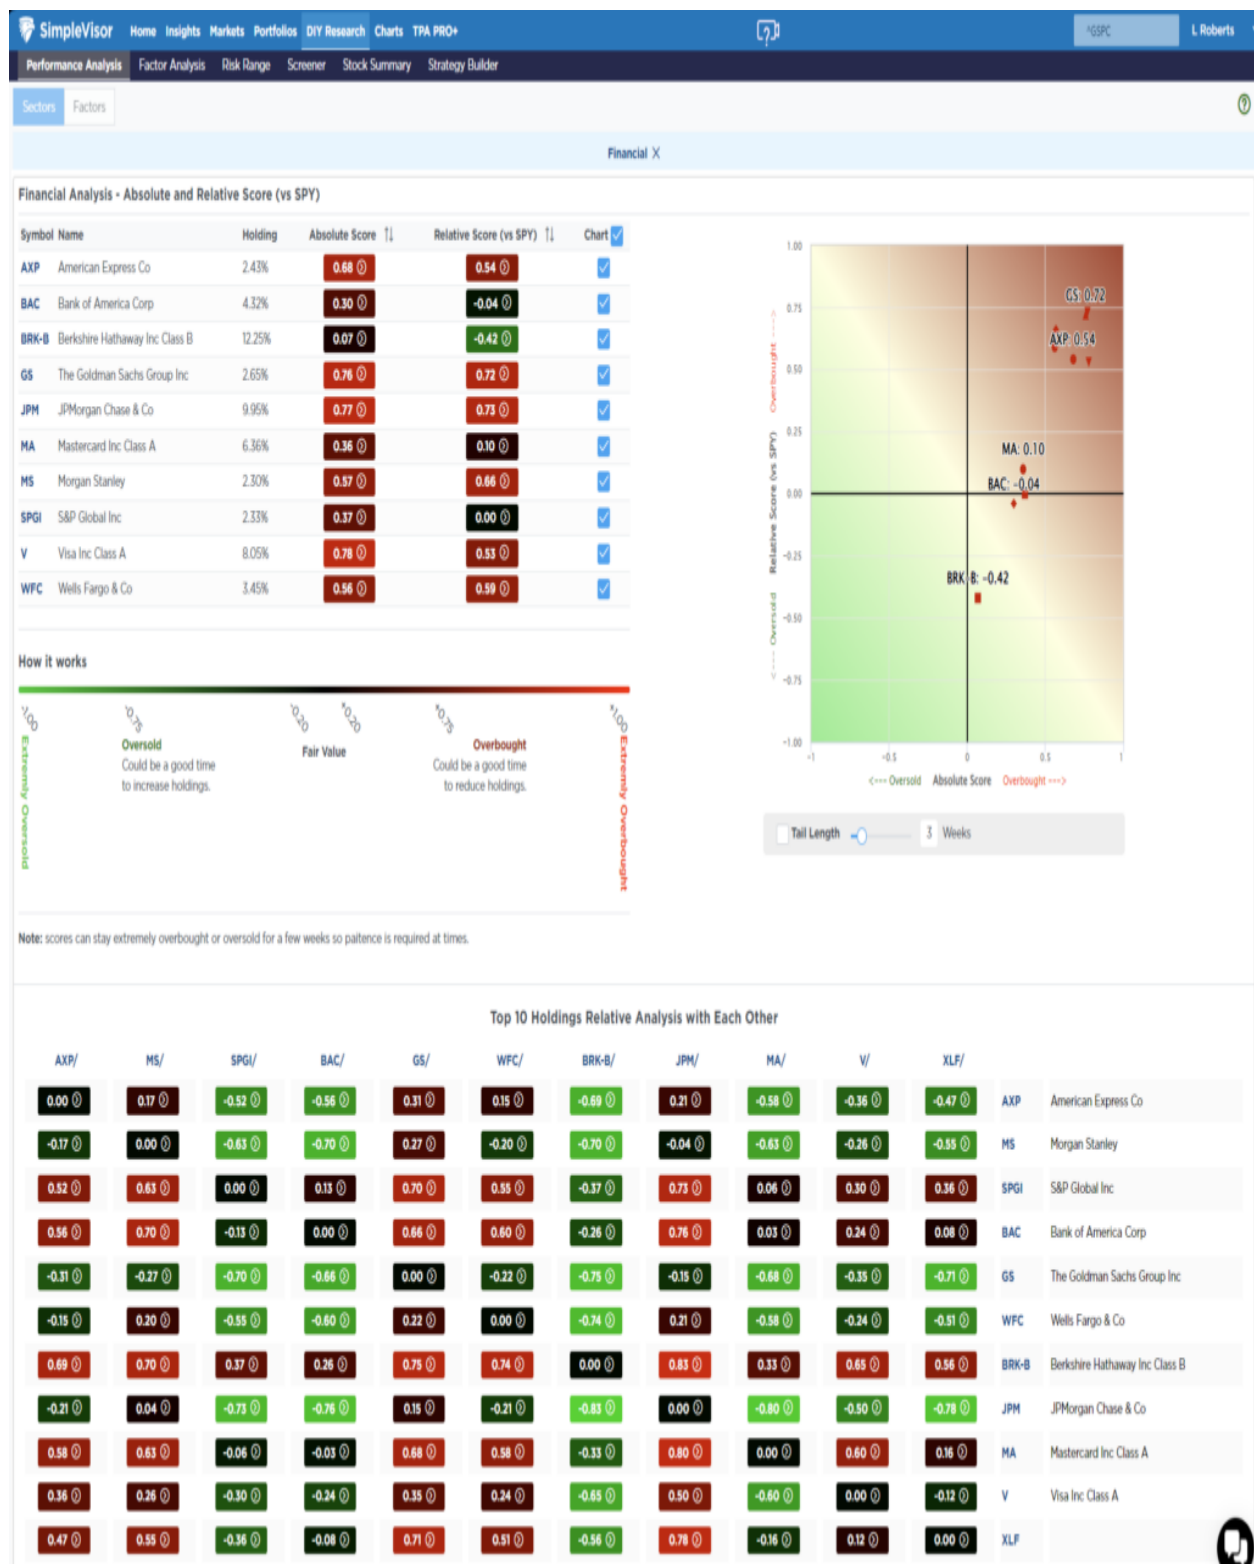 SimpleVisor Home Insights Markets Portfolios DIY Research Charts TPA PRO+ ^GSPC L Roberts
Performance Analysis Factor Analysis Risk Range Screener Stock Summary Strategy Builder
Sectors Factors
Financial X
Financial Analysis - Absolute and Relative Score (vs SPY)
Symbol Name Holding Absolute Score Relative Score (vs SPY) Chart
AXP American Express Co 2.43% 0.68 0.54
BAC Bank of America Corp 4.32% 0.30 -0.04
BRK-B Berkshire Hathaway Inc Class B 12.25% 0.07 -0.42
GS The Goldman Sachs Group Inc 2.65% 0.76 0.72
JPM JPMorgan Chase & Co 9.95% 0.77 0.73
MA Mastercard Inc Class A 6.36% 0.36 0.10
MS Morgan Stanley 2.30% 0.57 0.66
SPGI S&P Global Inc 2.33% 0.37 0.00
V Visa Inc Class A 8.05% 0.78 0.53
WFC Wells Fargo & Co 3.45% 0.56 0.59
1.00
0.75
0.50
0.25
0.00
-0.25
-0.50
-0.75
-1.00
<--- Oversold Relative Score (vs SPY) Overbought --->
GS: 0.72
AXP: 0.54
MA: 0.10
BAC: -0.04
BRK-B: -0.42
-1 -0.5 0 0.5 1
<--- Oversold Absolute Score Overbought --->
Tail Length 3 Weeks
How it works
-1.00 -0.75 -0.20 +0.20 +0.75 +1.00
Extremely Oversold
Oversold
Could be a good time
to increase holdings.
Fair Value
Overbought
Could be a good time
to reduce holdings.
Extremely Overbought
Note: scores can stay extremely overbought or oversold for a few weeks so paitence is required at times.
Top 10 Holdings Relative Analysis with Each Other
AXP/ MS/ SPGI/ BAC/ GS/ WFC/ BRK-B/ JPM/ MA/ V/ XLF/
0.00 0.17 -0.52 -0.56 0.31 0.15 -0.69 0.21 -0.58 -0.36 -0.47 AXP American Express Co
-0.17 0.00 -0.63 -0.70 0.27 -0.20 -0.70 -0.04 -0.63 -0.26 -0.55 MS Morgan Stanley
0.52 0.63 0.00 0.13 0.70 0.55 -0.37 0.73 0.06 0.30 0.36 SPGI S&P Global Inc
0.56 0.70 -0.13 0.00 0.66 0.60 -0.26 0.76 0.03 0.24 0.08 BAC Bank of America Corp
-0.31 -0.27 -0.70 -0.66 0.00 -0.22 -0.75 -0.15 -0.68 -0.35 -0.71 GS The Goldman Sachs Group Inc
-0.15 0.20 -0.55 -0.60 0.22 0.00 -0.74 0.21 -0.58 -0.24 -0.51 WFC Wells Fargo & Co
0.69 0.70 0.37 0.26 0.75 0.74 0.00 0.83 0.33 0.65 0.56 BRK-B Berkshire Hathaway Inc Class B
-0.21 0.04 -0.73 -0.76 0.15 -0.21 -0.83 0.00 -0.80 -0.50 -0.78 JPM JPMorgan Chase & Co
0.58 0.63 -0.06 -0.03 0.68 0.58 -0.33 0.80 0.00 0.60 0.16 MA Mastercard Inc Class A
0.36 0.26 -0.30 -0.24 0.35 0.24 -0.65 0.50 -0.60 0.00 -0.12 V Visa Inc Class A
0.47 0.55 -0.36 -0.08 0.71 0.51 -0.56 0.78 -0.16 0.12 0.00 XLF